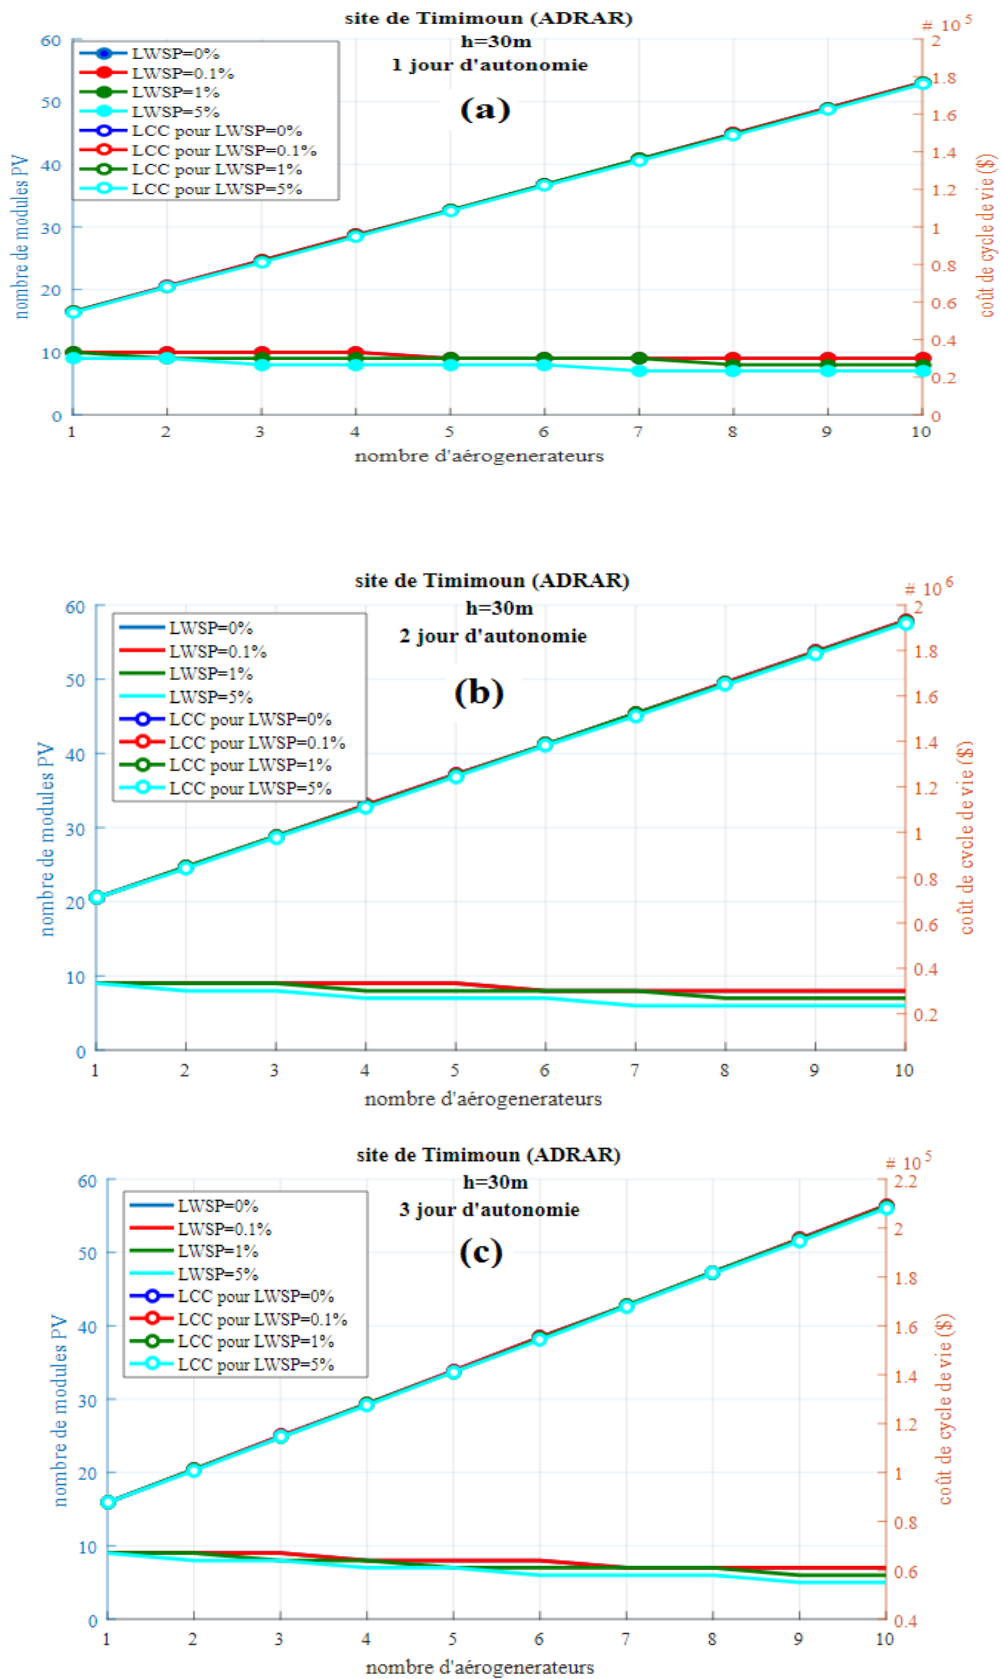 site de Timimoun (ADRAR)
h=30m
1 jour d'autonomie
(a)
# 10^5
LWSP=0%
LWSP=0.1%
LWSP=1%
LWSP=5%
LCC pour LWSP=0%
LCC pour LWSP=0.1%
LCC pour LWSP=1%
LCC pour LWSP=5%
nombre de modules PV
60
50
40
30
20
10
0
coût de cycle de vie ($)
2
1.8
1.6
1.4
1.2
1
0.8
0.6
0.4
0.2
0
1 2 3 4 5 6 7 8 9 10
nombre d'aérogenerateurs
site de Timimoun (ADRAR)
h=30m
2 jour d'autonomie
(b)
# 10^6
LWSP=0%
LWSP=0.1%
LWSP=1%
LWSP=5%
LCC pour LWSP=0%
LCC pour LWSP=0.1%
LCC pour LWSP=1%
LCC pour LWSP=5%
nombre de modules PV
60
50
40
30
20
10
0
coût de cycle de vie ($)
2
1.8
1.6
1.4
1.2
1
0.8
0.6
0.4
0.2
1 2 3 4 5 6 7 8 9 10
nombre d'aérogenerateurs
site de Timimoun (ADRAR)
h=30m
3 jour d'autonomie
(c)
# 10^5
LWSP=0%
LWSP=0.1%
LWSP=1%
LWSP=5%
LCC pour LWSP=0%
LCC pour LWSP=0.1%
LCC pour LWSP=1%
LCC pour LWSP=5%
nombre de modules PV
60
50
40
30
20
10
0
coût de cycle de vie ($)
2.2
2
1.8
1.6
1.4
1.2
1
0.8
0.6
0.4
1 2 3 4 5 6 7 8 9 10
nombre d'aérogenerateurs